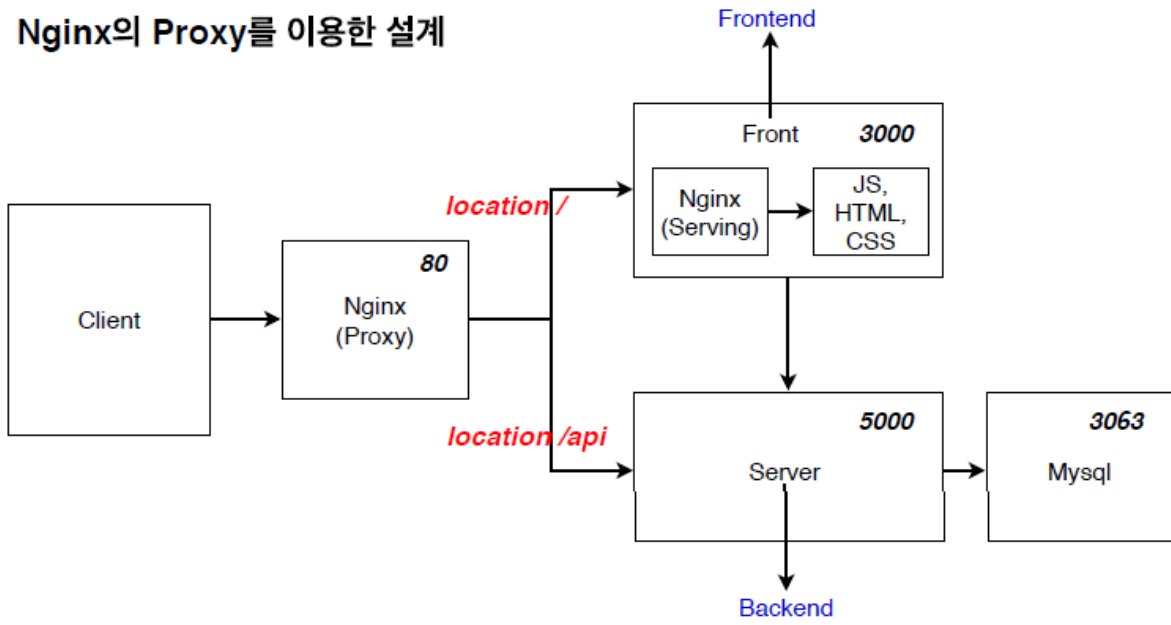 Nginx의 Proxy를 이용한 설계
Frontend
Front
3000
Nginx
(Serving)
JS,
HTML,
CSS
location /
Client
80
Nginx
(Proxy)
location /api
5000
Server
3063
Mysql
Backend